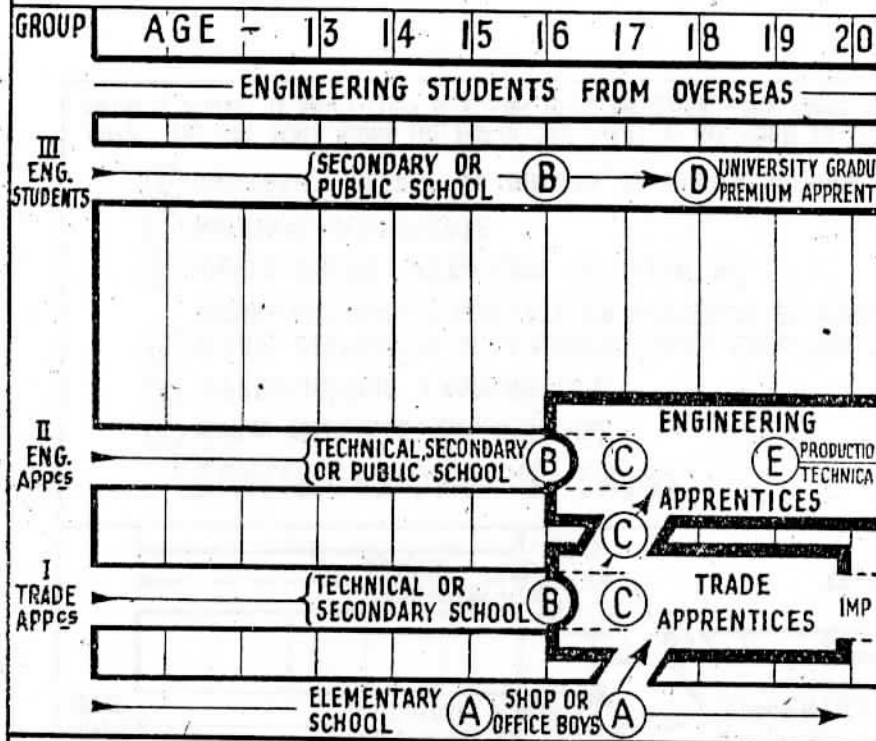 GROUP AGE - 13 14 15 16 17 18 19 20
ENGINEERING STUDENTS FROM OVERSEAS
III
ENG.
STUDENTS
SECONDARY OR
PUBLIC SCHOOL
B
D
UNIVERSITY GRADU
PREMIUM APPRENT
II
ENG.
APPcs
TECHNICAL, SECONDARY
OR PUBLIC SCHOOL
B
C
ENGINEERING
APPRENTICES
E
PRODUCTIO
TECHNICA
C
I
TRADE
APPcs
TECHNICAL OR
SECONDARY SCHOOL
B
C
TRADE
APPRENTICES
IMP
ELEMENTARY
SCHOOL
A
SHOP OR
OFFICE BOYS
A